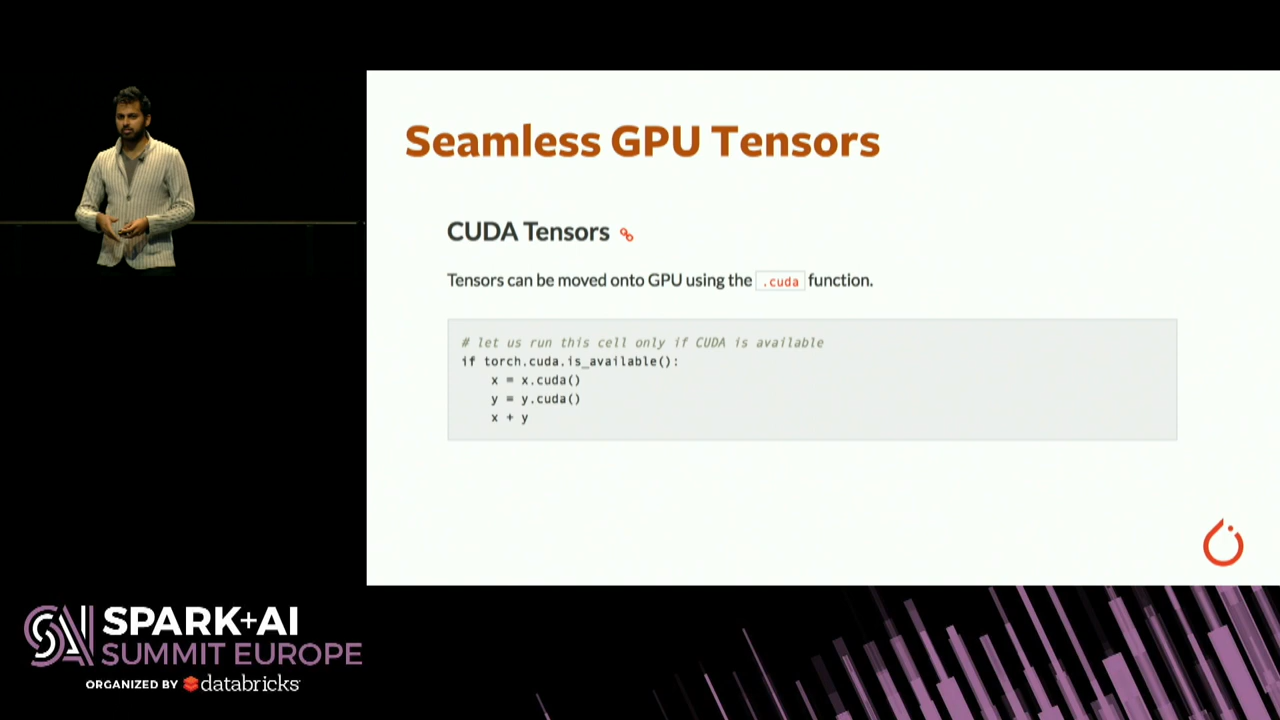 Seamless GPU Tensors
CUDA Tensors
Tensors can be moved onto GPU using the .cuda function.
# let us run this cell only if CUDA is available
if torch.cuda.is_available():
    x = x.cuda()
    y = y.cuda()
    x + y
SPARK+AI
SUMMIT EUROPE
ORGANIZED BY databricks